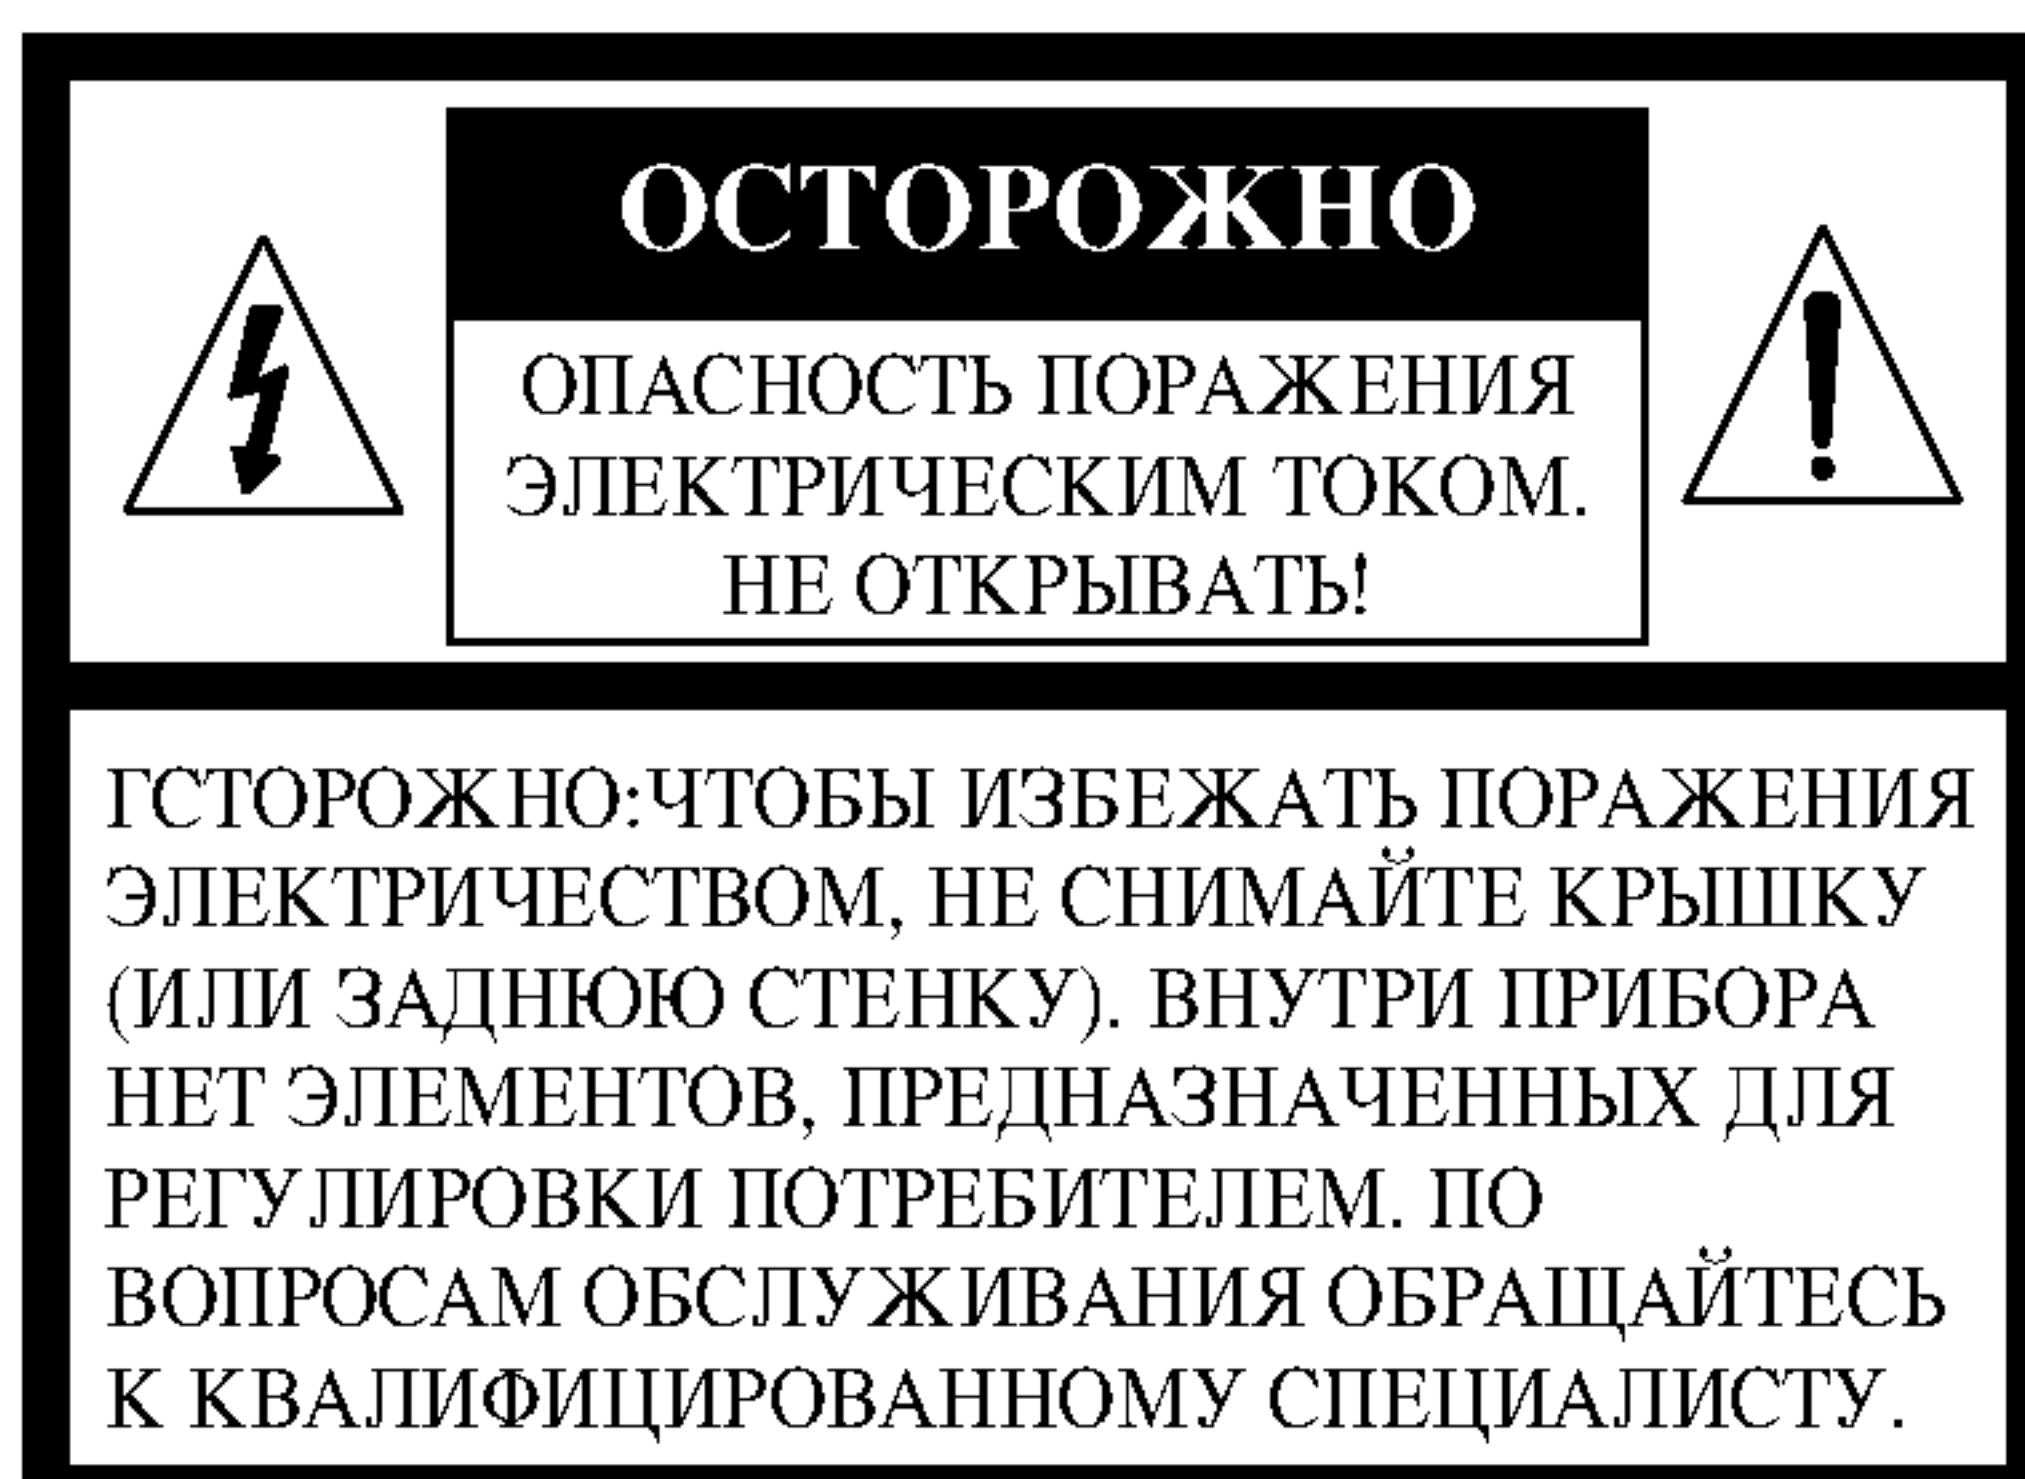 ОСТОРОЖНО
ОПАСНОСТЬ ПОРАЖЕНИЯ
ЭЛЕКТРИЧЕСКИМ ТОКОМ.
НЕ ОТКРЫВАТЬ!
ГСТОРОЖНО:ЧТОБЫ ИЗБЕЖАТЬ ПОРАЖЕНИЯ
ЭЛЕКТРИЧЕСТВОМ, НЕ СНИМАЙТЕ КРЫШКУ
(ИЛИ ЗАДНЮЮ СТЕНКУ). ВНУТРИ ПРИБОРА
НЕТ ЭЛЕМЕНТОВ, ПРЕДНАЗНАЧЕННЫХ ДЛЯ
РЕГУЛИРОВКИ ПОТРЕБИТЕЛЕМ. ПО
ВОПРОСАМ ОБСЛУЖИВАНИЯ ОБРАЩАЙТЕСЬ
К КВАЛИФИЦИРОВАННОМУ СПЕЦИАЛИСТУ.